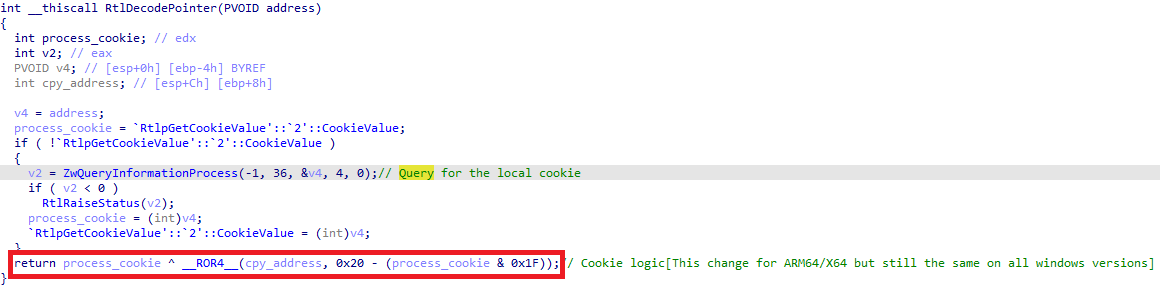 int __thiscall RtlDecodePointer(PVOID address)
{
int process_cookie; // edx
int v2; // eax
PVOID v4; // [esp+0h] [ebp-4h] BYREF
int cpy_address; // [esp+Ch] [ebp+8h]
v4 = address;
process_cookie = `RtlpGetCookieValue'::`2'::CookieValue;
if ( !`RtlpGetCookieValue'::`2'::CookieValue )
{
v2 = ZwQueryInformationProcess(-1, 36, &v4, 4, 0);// Query for the local cookie
if ( v2 < 0 )
RtlRaiseStatus(v2);
process_cookie = (int)v4;
`RtlpGetCookieValue'::`2'::CookieValue = (int)v4;
}
return process_cookie ^ __ROR4__(cpy_address, 0x20 - (process_cookie & 0x1F));// Cookie logic[This change for ARM64/X64 but still the same on all windows versions]
}